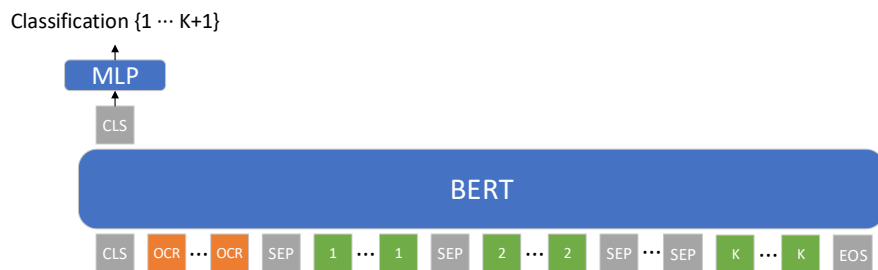 Classification {1 ··· K+1}
MLP
CLS
BERT
CLS OCR ··· OCR SEP 1 ··· 1 SEP 2 ··· 2 SEP ··· SEP K ··· K EOS